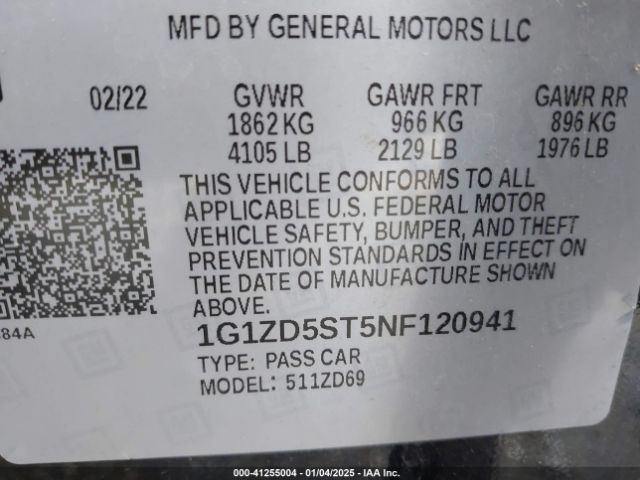 MFD BY GENERAL MOTORS LLC
02/22 GVWR GAWR FRT GAWR RR
1862 KG 966 KG 896 KG
4105 LB 2129 LB 1976 LB
THIS VEHICLE CONFORMS TO ALL
APPLICABLE U.S. FEDERAL MOTOR
VEHICLE SAFETY, BUMPER, AND THEFT
PREVENTION STANDARDS IN EFFECT ON
THE DATE OF MANUFACTURE SHOWN
ABOVE.
84A
1G1ZD5ST5NF120941
TYPE: PASS CAR
MODEL: 511ZD69
000-41255004 - 01/04/2025 - IAA Inc.